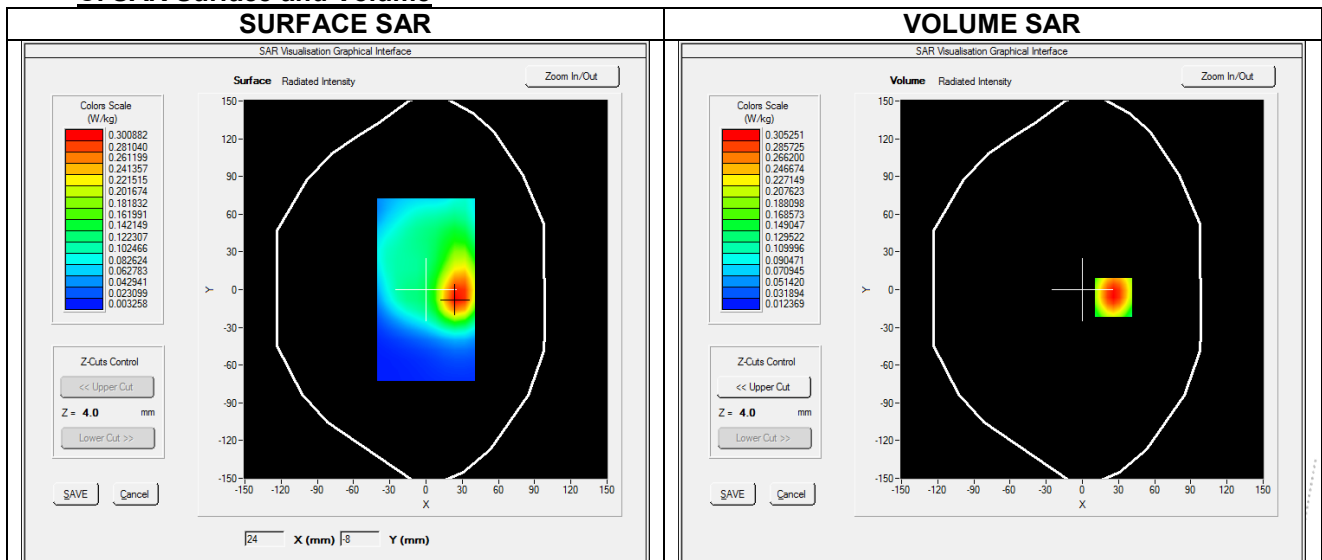 SURFACE SAR
VOLUME SAR
SAR Visualisation Graphical Interface
Surface Radiated Intensity
Zoom In/Out
Colors Scale
(W/kg)
0.300882
0.281040
0.261199
0.241357
0.221515
0.201674
0.181832
0.161991
0.142149
0.122307
0.102466
0.082624
0.062783
0.042941
0.023099
0.003258
Z-Cuts Control
<< Upper Cut
Z = 4.0 mm
Lower Cut >>
SAVE Cancel
150
120
90
60
30
0
-30
-60
-90
-120
-150
Y
-150 -120 -90 -60 -30 0 30 60 90 120 150
X
24 X (mm) -8 Y (mm)
SAR Visualisation Graphical Interface
Volume Radiated Intensity
Zoom In/Out
Colors Scale
(W/kg)
0.305251
0.285725
0.266200
0.246674
0.227149
0.207623
0.188098
0.168573
0.149047
0.129522
0.109996
0.090471
0.070945
0.051420
0.031894
0.012369
Z-Cuts Control
<< Upper Cut
Z = 4.0 mm
Lower Cut >>
SAVE Cancel
150
120
90
60
30
0
-30
-60
-90
-120
-150
Y
-150 -120 -90 -60 -30 0 30 60 90 120 150
X